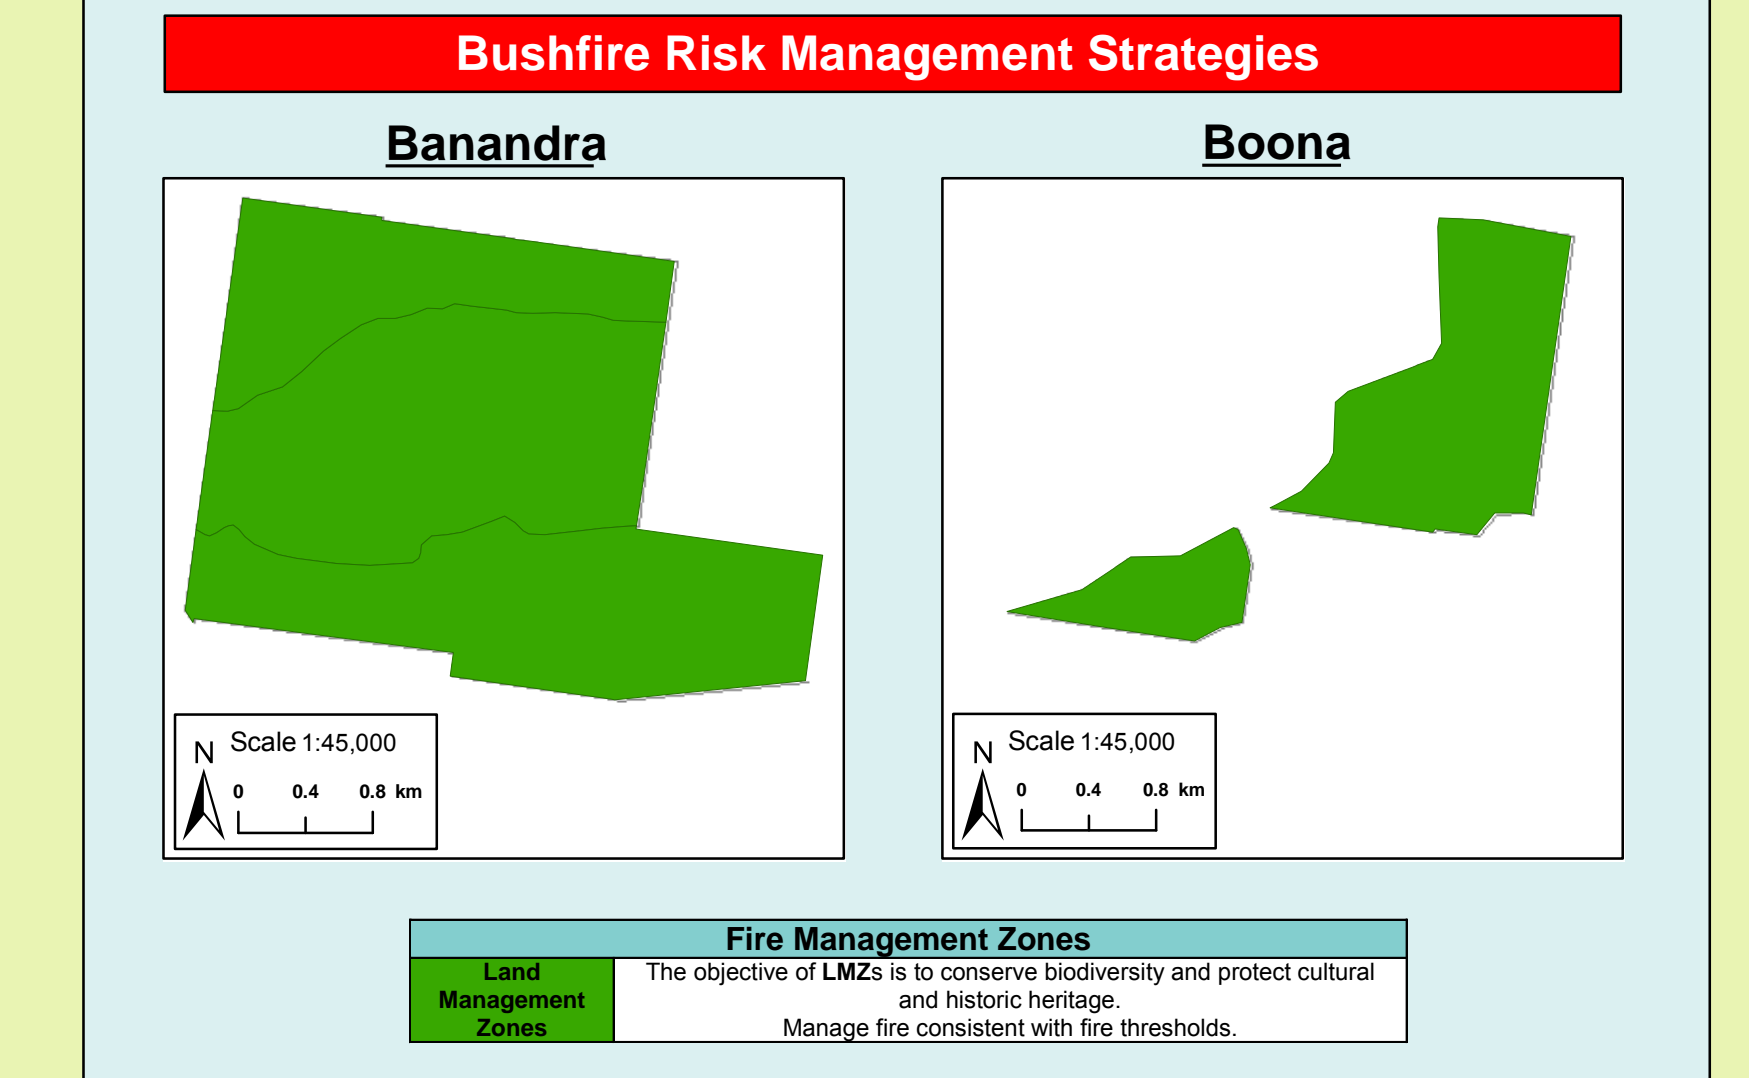 Bushfire Risk Management Strategies
Banandra
Boona
N
Scale 1:45,000
0 0.4 0.8 km
N
Scale 1:45,000
0 0.4 0.8 km
Fire Management Zones
Land
Management
Zones
The objective of LMZs is to conserve biodiversity and protect cultural
and historic heritage.
Manage fire consistent with fire thresholds.